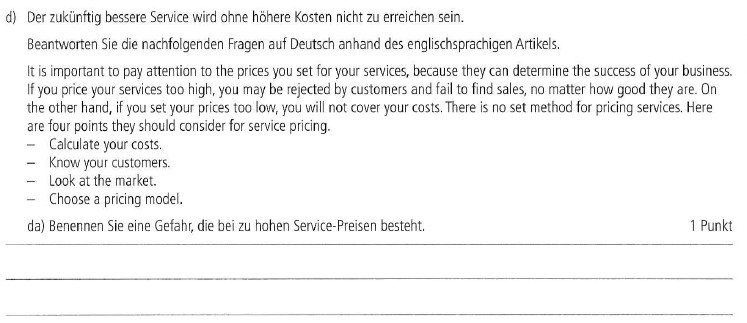 d) Der zukünftig bessere Service wird ohne höhere Kosten nicht zu erreichen sein.
Beantworten Sie die nachfolgenden Fragen auf Deutsch anhand des englischsprachigen Artikels.
It is important to pay attention to the prices you set for your services, because they can determine the success of your business.
If you price your services too high, you may be rejected by customers and fail to find sales, no matter how good they are. On
the other hand, if you set your prices too low, you will not cover your costs. There is no set method for pricing services. Here
are four points they should consider for service pricing.
– Calculate your costs.
– Know your customers.
– Look at the market.
– Choose a pricing model.
da) Benennen Sie eine Gefahr, die bei zu hohen Service-Preisen besteht. 1 Punkt